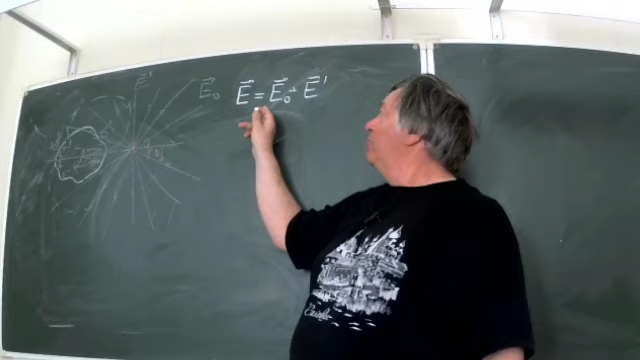 E⃗' E⃗₀ E⃗ = E⃗₀ + E⃗'